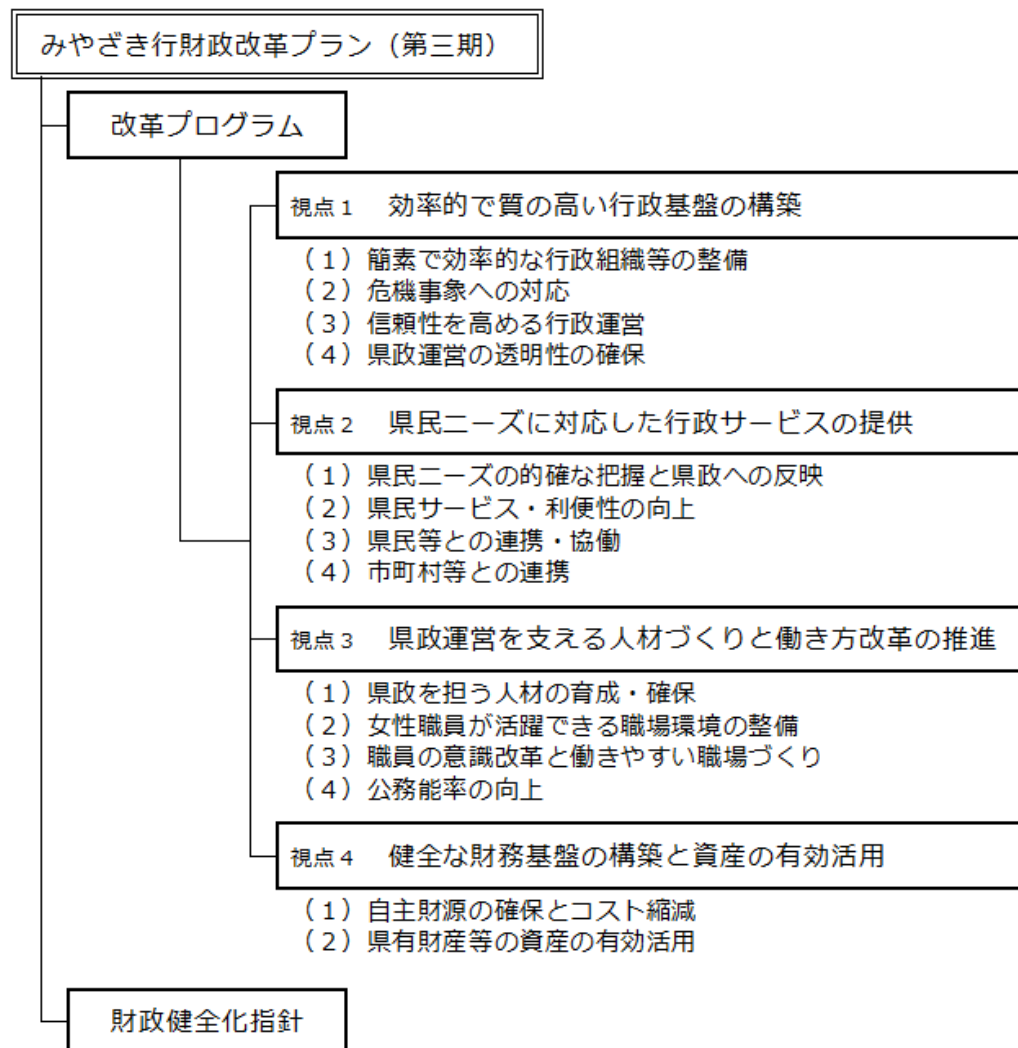 みやざき行財政改革プラン（第三期）
改革プログラム
視点１　効率的で質の高い行政基盤の構築
（１）簡素で効率的な行政組織等の整備
（２）危機事象への対応
（３）信頼性を高める行政運営
（４）県政運営の透明性の確保
視点２　県民ニーズに対応した行政サービスの提供
（１）県民ニーズの的確な把握と県政への反映
（２）県民サービス・利便性の向上
（３）県民等との連携・協働
（４）市町村等との連携
視点３　県政運営を支える人材づくりと働き方改革の推進
（１）県政を担う人材の育成・確保
（２）女性職員が活躍できる職場環境の整備
（３）職員の意識改革と働きやすい職場づくり
（４）公務能率の向上
視点４　健全な財務基盤の構築と資産の有効活用
（１）自主財源の確保とコスト縮減
（２）県有財産等の資産の有効活用
財政健全化指針